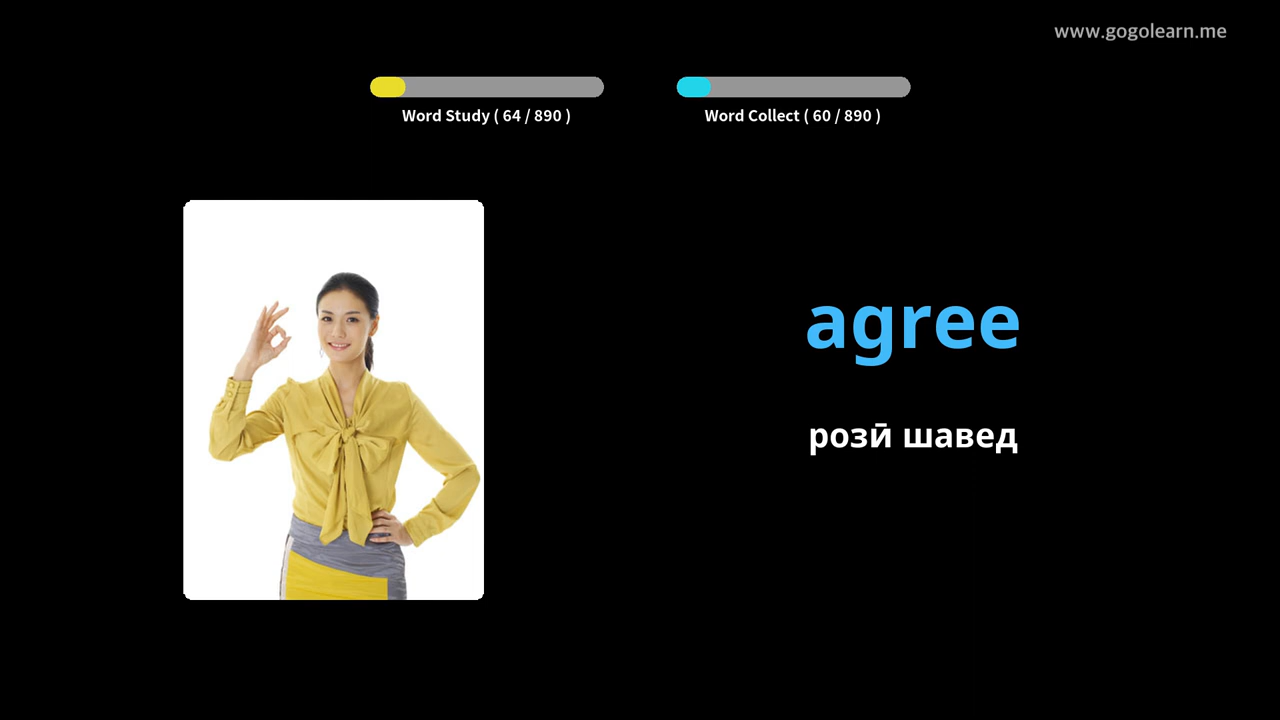 www.gogolearn.me
Word Study ( 64 / 890 )
Word Collect ( 60 / 890 )
agree
розӣ шавед